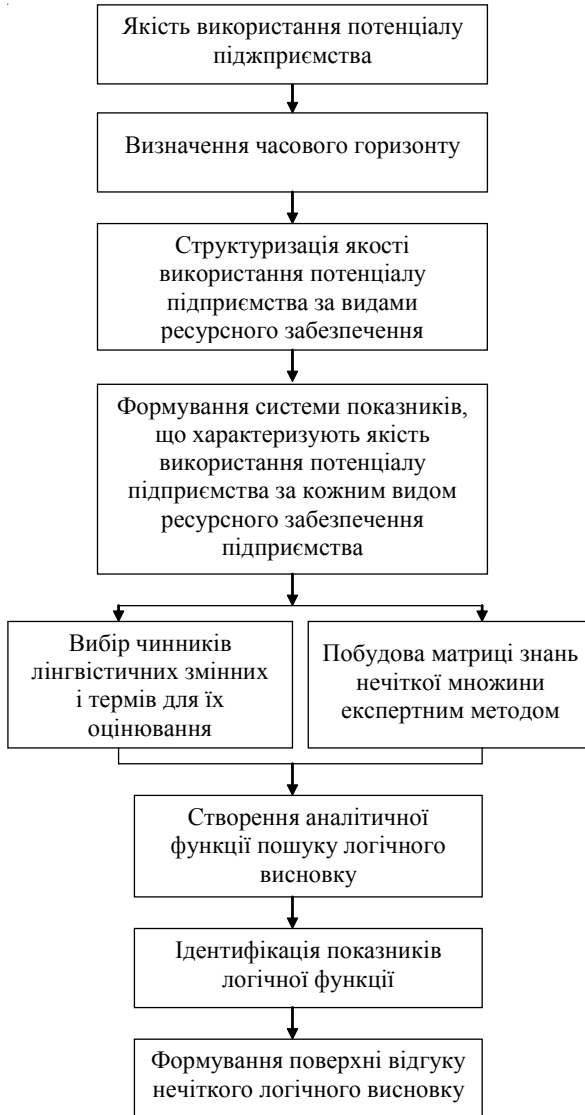 Якість використання потенціалу
піджприємства
Визначення часового горизонту
Структуризація якості
використання потенціалу
підприємства за видами
ресурсного забезпечення
Формування системи показників,
що характеризують якість
використання потенціалу
підприємства за кожним видом
ресурсного забезпечення
підприємства
Вибір чинників
лінгвістичних змінних
і термів для їх
оцінювання
Побудова матриці знань
нечіткої множини
експертним методом
Створення аналітичної
функції пошуку логічного
висновку
Ідентифікація показників
логічної функції
Формування поверхні відгуку
нечіткого логічного висновку